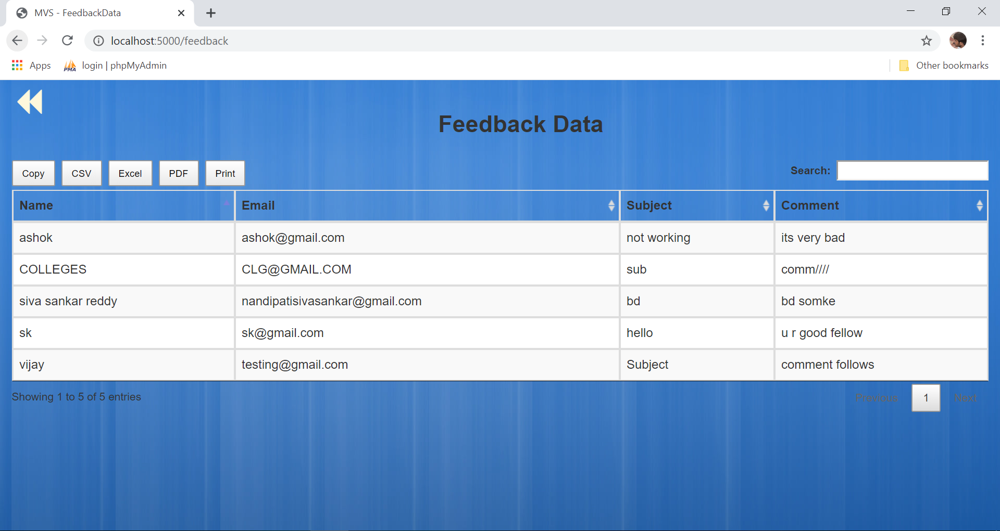 MVS - FeedbackData
localhost:5000/feedback
Apps login | phpMyAdmin Other bookmarks
Feedback Data
Copy CSV Excel PDF Print Search:
Name Email Subject Comment
ashok ashok@gmail.com not working its very bad
COLLEGES CLG@GMAIL.COM sub comm////
siva sankar reddy nandipatisivasankar@gmail.com bd bd somke
sk sk@gmail.com hello u r good fellow
vijay testing@gmail.com Subject comment follows
Showing 1 to 5 of 5 entries Previous 1 Next